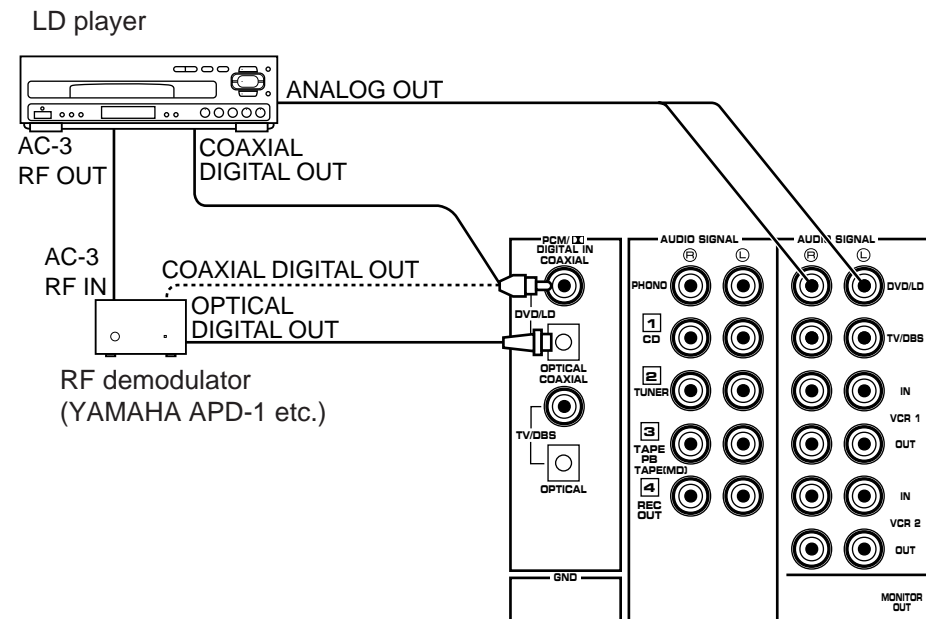 LD player
ANALOG OUT
AC-3
RF OUT
COAXIAL
DIGITAL OUT
AC-3
RF IN
COAXIAL DIGITAL OUT
OPTICAL
DIGITAL OUT
RF demodulator
(YAMAHA APD-1 etc.)
PCM/
DIGITAL IN
COAXIAL
DVD/LD
OPTICAL
COAXIAL
TV/DBS
OPTICAL
GND
AUDIO SIGNAL
R L
PHONO
1
CD
2
TUNER
3
TAPE
PB
TAPE(MD)
4
REC
OUT
AUDIO SIGNAL
R L
DVD/LD
TV/DBS
IN
VCR 1
OUT
IN
VCR 2
OUT
MONITOR
OUT